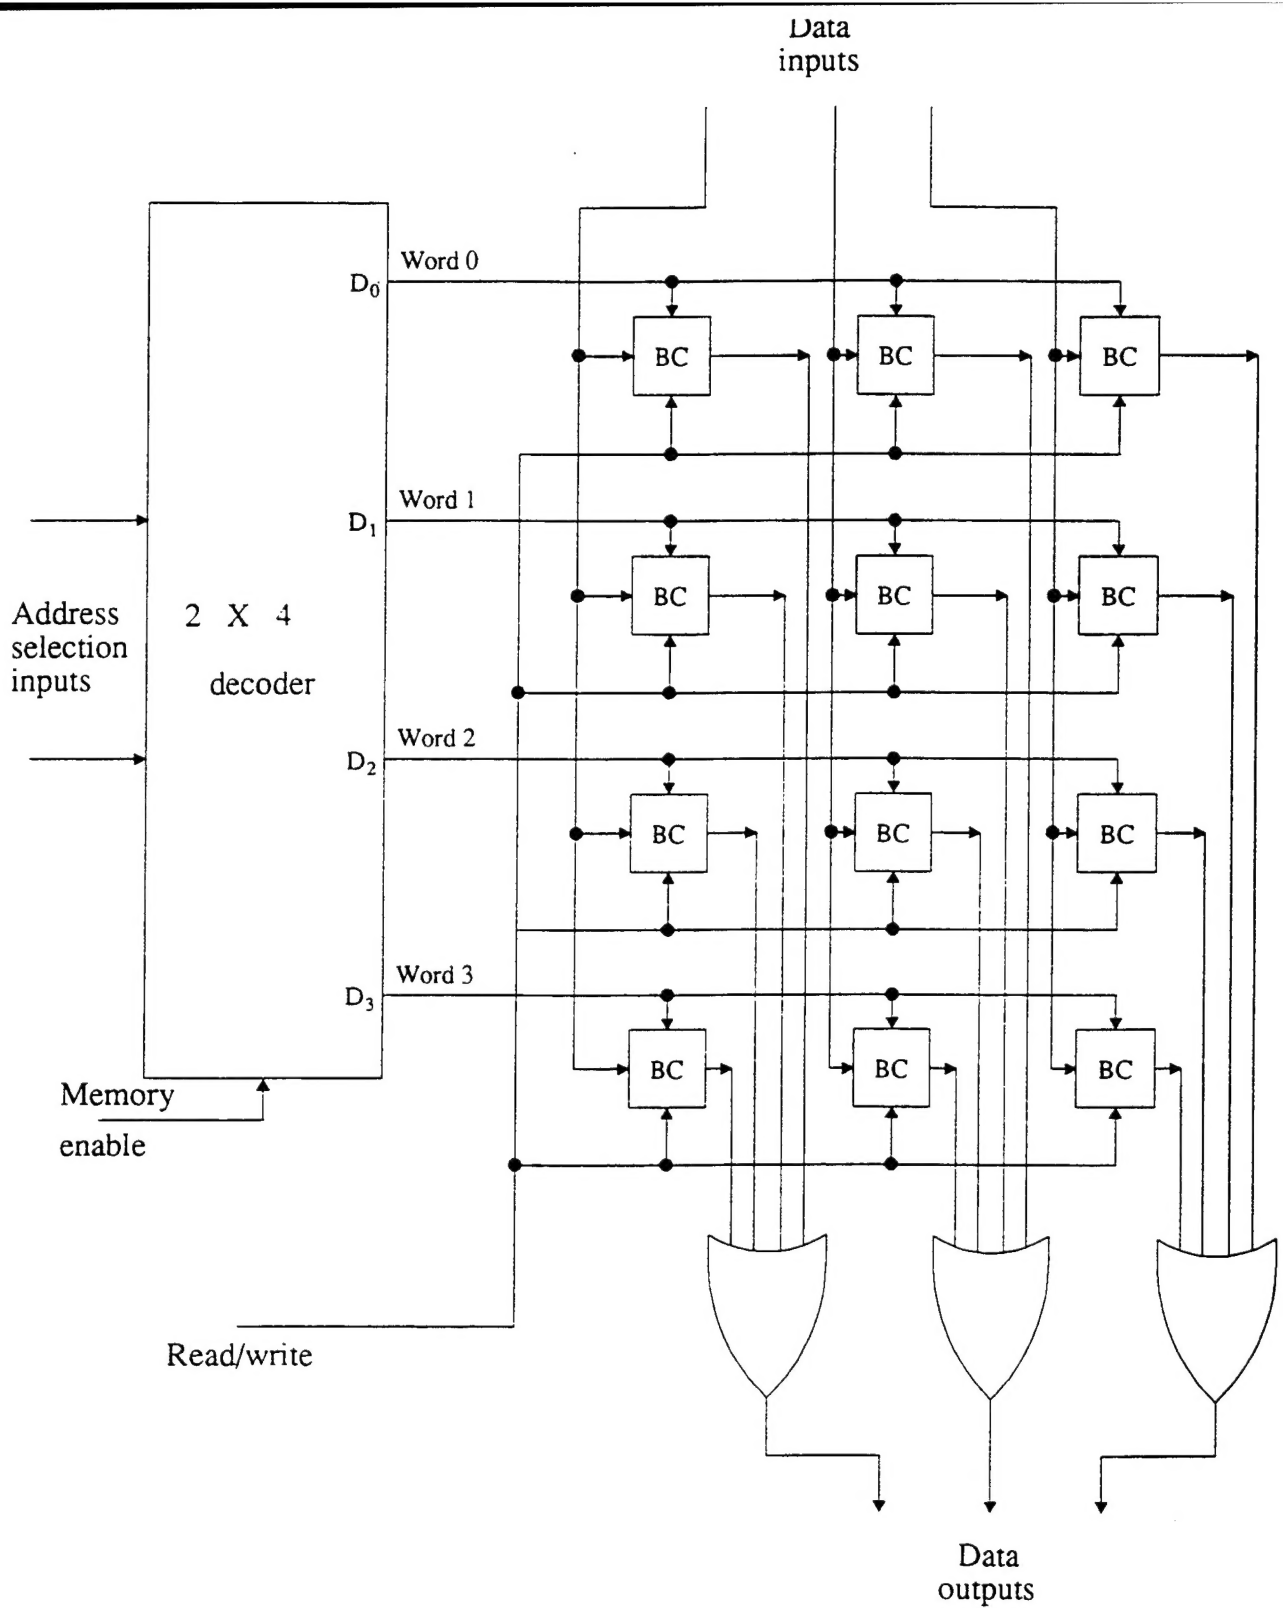 Data
inputs
Word 0
D0
BC BC BC
Word 1
D1
BC BC BC
Address
selection
inputs
2 X 4
decoder
Word 2
D2
BC BC BC
Word 3
D3
BC BC BC
Memory
enable
Read/write
Data
outputs